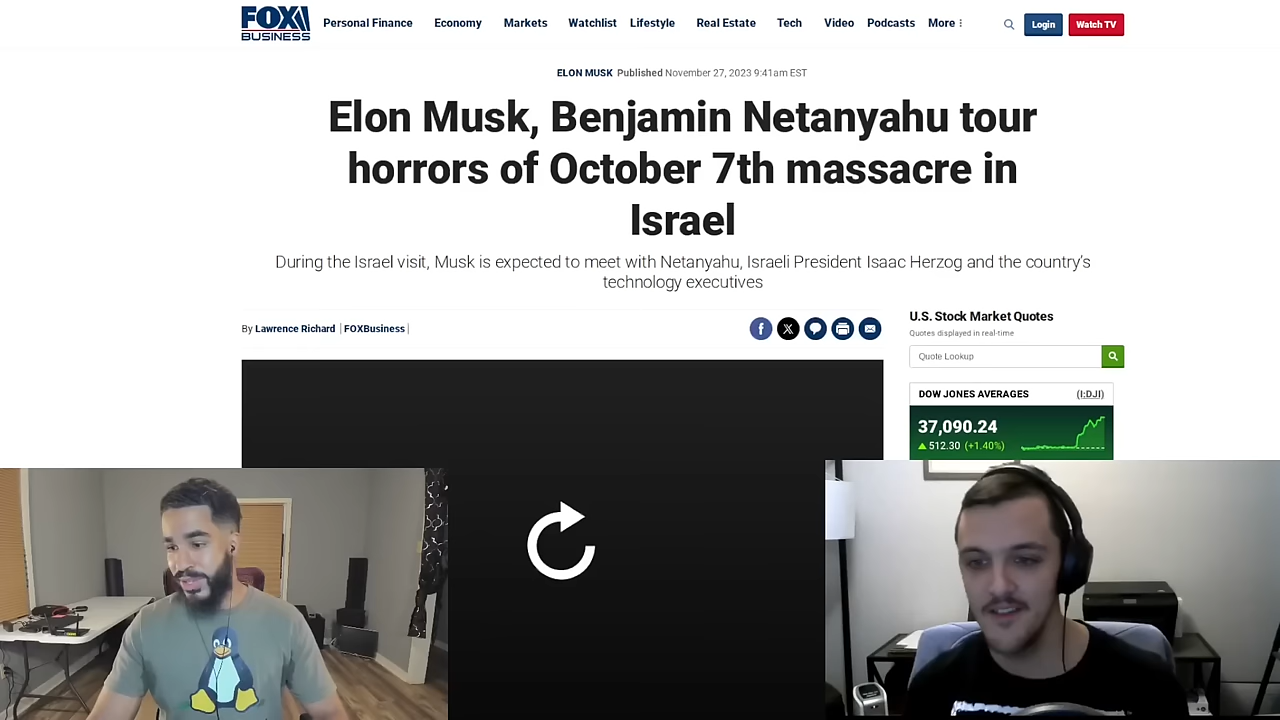 FOX
BUSINESS
Personal Finance Economy Markets Watchlist Lifestyle Real Estate Tech Video Podcasts More
Login
Watch TV
ELON MUSK Published November 27, 2023 9:41am EST
Elon Musk, Benjamin Netanyahu tour
horrors of October 7th massacre in
Israel
During the Israel visit, Musk is expected to meet with Netanyahu, Israeli President Isaac Herzog and the country's
technology executives
By Lawrence Richard | FOXBusiness |
U.S. Stock Market Quotes
Quotes displayed in real-time
Quote Lookup
DOW JONES AVERAGES (I:DJI)
37,090.24
512.30 (+1.40%)